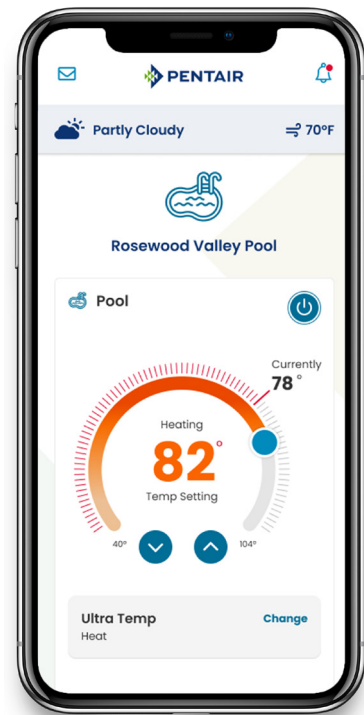 PENTAIR
Partly Cloudy
70°F
Rosewood Valley Pool
Pool
Currently
78°
Heating
82°
Temp Setting
40°
104°
Ultra Temp
Change
Heat